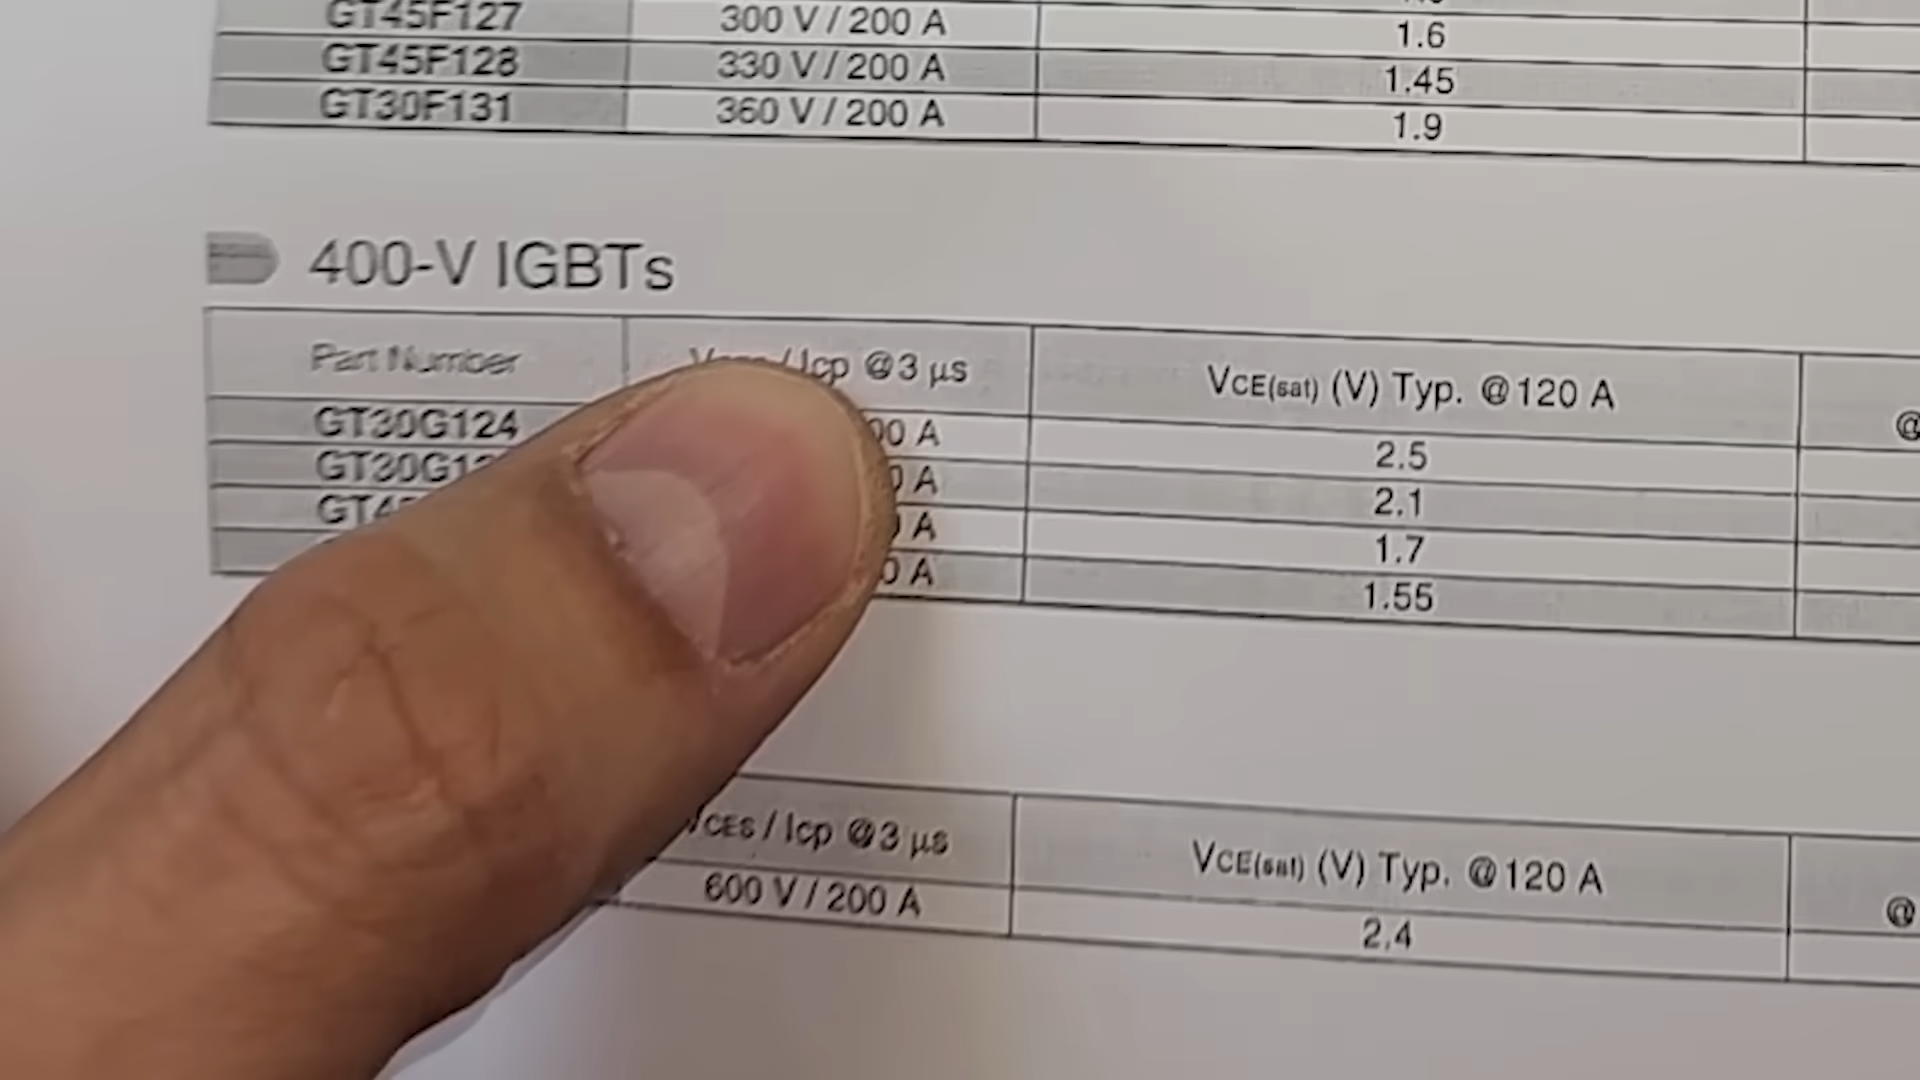 GT45F127 300 V / 200 A 1.6
GT45F128 330 V / 200 A 1.45
GT30F131 360 V / 200 A 1.9
400-V IGBTs
Part Number / Icp @3 µs VCE(sat) (V) Typ. @120 A @
GT30G124 A 2.5
A 2.1
A 1.7
A 1.55
VCES / Icp @3 µs VCE(sat) (V) Typ. @120 A @
600 V / 200 A 2.4